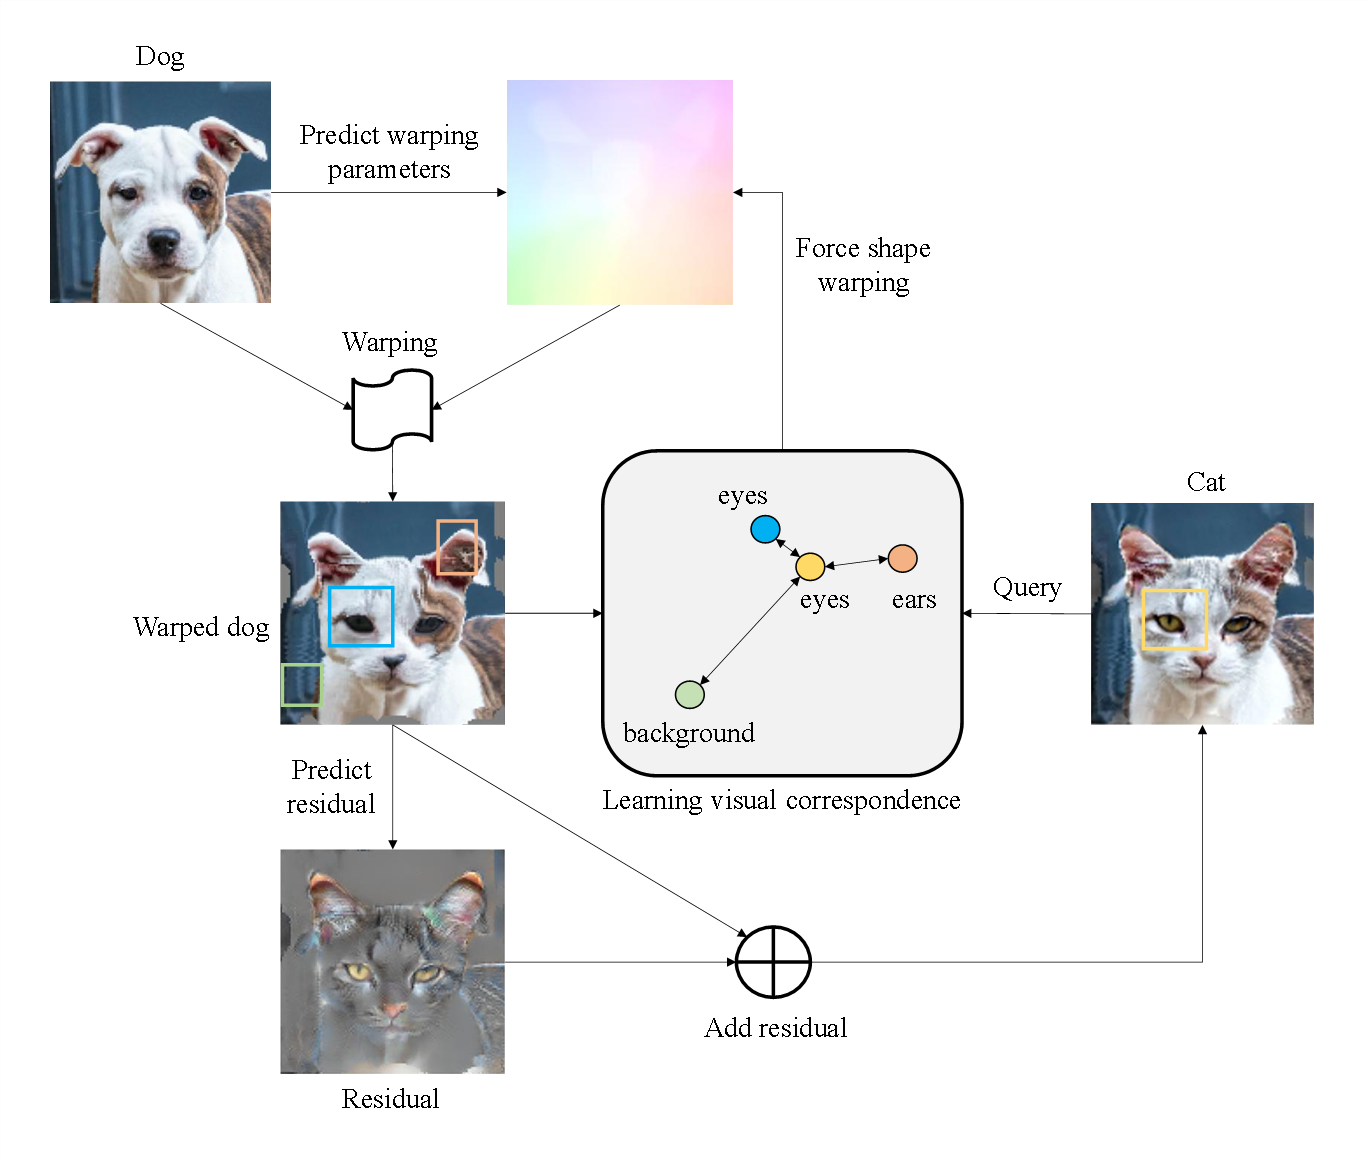 Dog
Predict warping
parameters
Force shape
warping
Warping
eyes
Cat
eyes
ears
Query
Warped dog
background
Predict
residual
Learning visual correspondence
Add residual
Residual